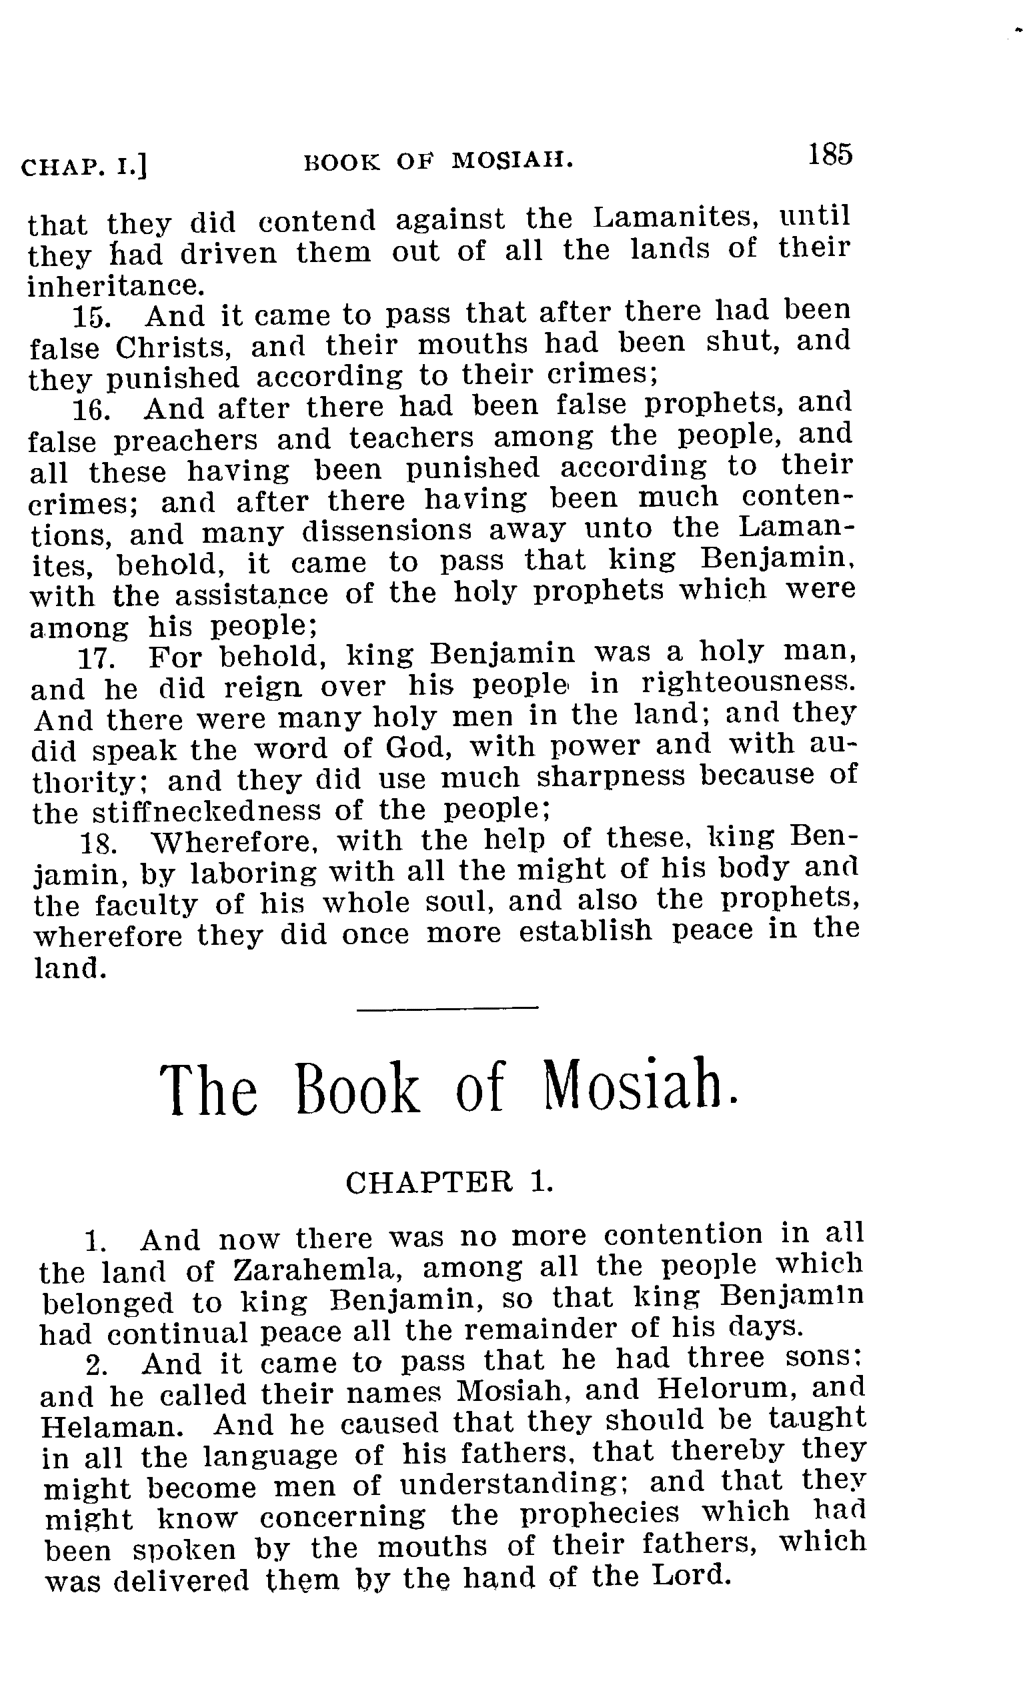 CHAP. I.] BOOK OF MOSIAH. 185
that they did contend against the Lamanites, until
they had driven them out of all the lands of their
inheritance.
15. And it came to pass that after there had been
false Christs, and their mouths had been shut, and
they punished according to their crimes;
16. And after there had been false prophets, and
false preachers and teachers among the people, and
all these having been punished according to their
crimes; and after there having been much conten-
tions, and many dissensions away unto the Laman-
ites, behold, it came to pass that king Benjamin,
with the assistance of the holy prophets which were
among his people;
17. For behold, king Benjamin was a holy man,
and he did reign over his people in righteousness.
And there were many holy men in the land; and they
did speak the word of God, with power and with au-
thority; and they did use much sharpness because of
the stiffneckedness of the people;
18. Wherefore, with the help of these, king Ben-
jamin, by laboring with all the might of his body and
the faculty of his whole soul, and also the prophets,
wherefore they did once more establish peace in the
land.
The Book of Mosiah.
CHAPTER 1.
1. And now there was no more contention in all
the land of Zarahemla, among all the people which
belonged to king Benjamin, so that king Benjamin
had continual peace all the remainder of his days.
2. And it came to pass that he had three sons;
and he called their names Mosiah, and Helorum, and
Helaman. And he caused that they should be taught
in all the language of his fathers, that thereby they
might become men of understanding; and that they
might know concerning the prophecies which had
been spoken by the mouths of their fathers, which
was delivered them by the hand of the Lord.